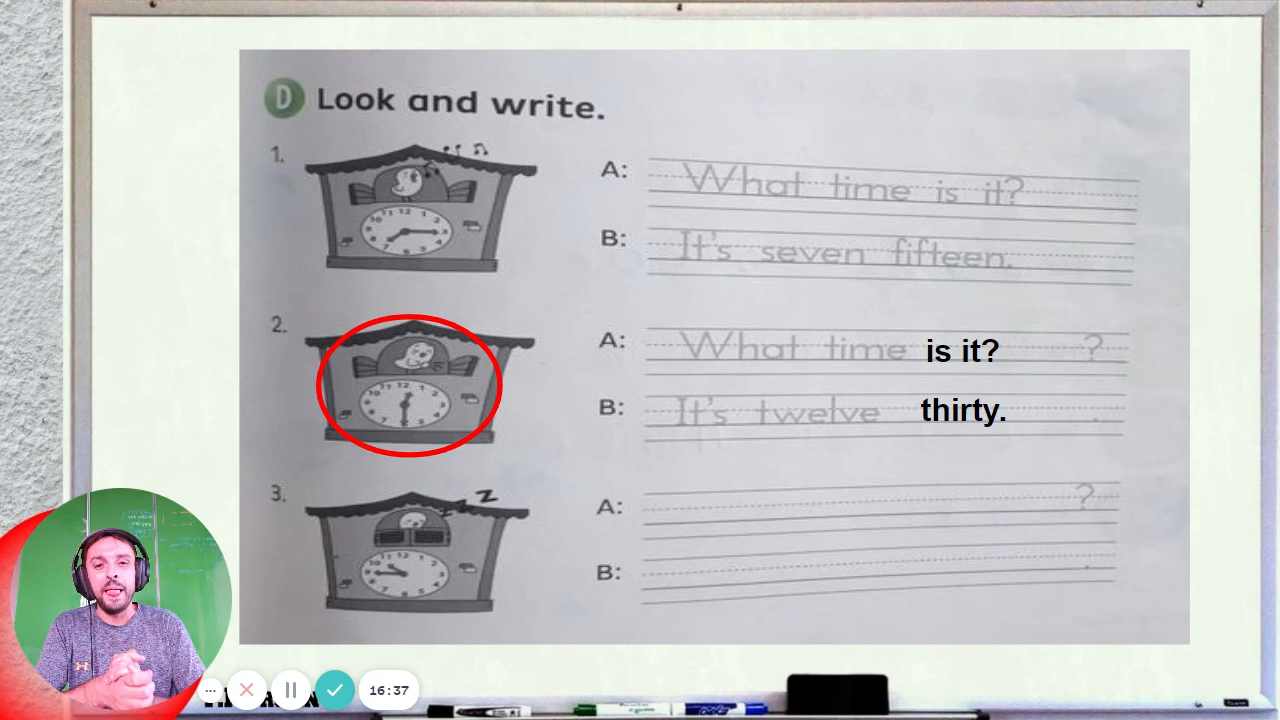 D Look and write.
1.
A: What time is it?
B: It's seven fifteen.
2.
A: What time is it? ?
B: It's twelve thirty. .
3.
z z z
A: ?
B: .
16:37